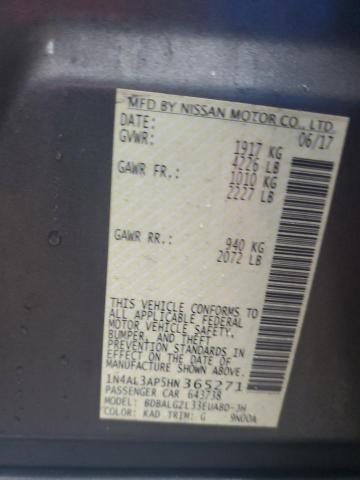 MFD BY NISSAN MOTOR CO., LTD.
DATE: 06/17
GVWR: 1917 KG
4226 LB
GAWR FR.: 1010 KG
2227 LB
GAWR RR.: 940 KG
2072 LB
THIS VEHICLE CONFORMS TO
ALL APPLICABLE FEDERAL
MOTOR VEHICLE SAFETY,
BUMPER, AND THEFT
PREVENTION STANDARDS
IN EFFECT ON THE DATE OF
MANUFACTURE SHOWN ABOVE.
1N4AL3AP5HN365271
PASSENGER CAR 643738
MODEL: BDBALGZL33EUA8D-JH
COLOR: KAD TRIM: G 9N00A